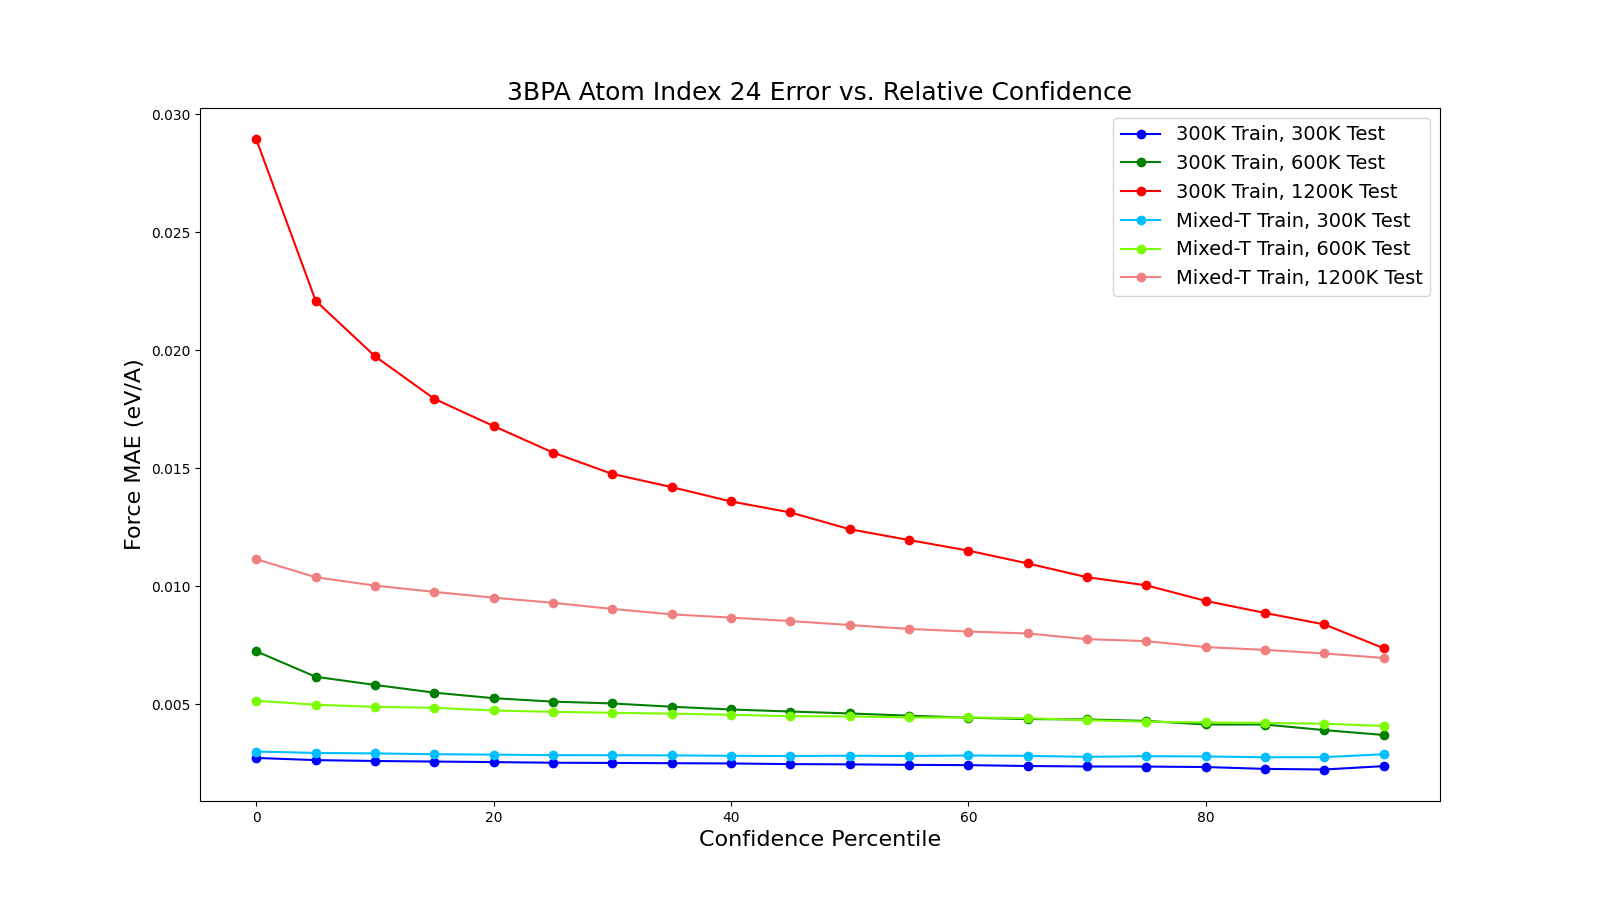 3BPA Atom Index 24 Error vs. Relative Confidence
0.030
0.025
0.020
0.015
0.010
0.005
Force MAE (eV/A)
300K Train, 300K Test
300K Train, 600K Test
300K Train, 1200K Test
Mixed-T Train, 300K Test
Mixed-T Train, 600K Test
Mixed-T Train, 1200K Test
0 20 40 60 80
Confidence Percentile